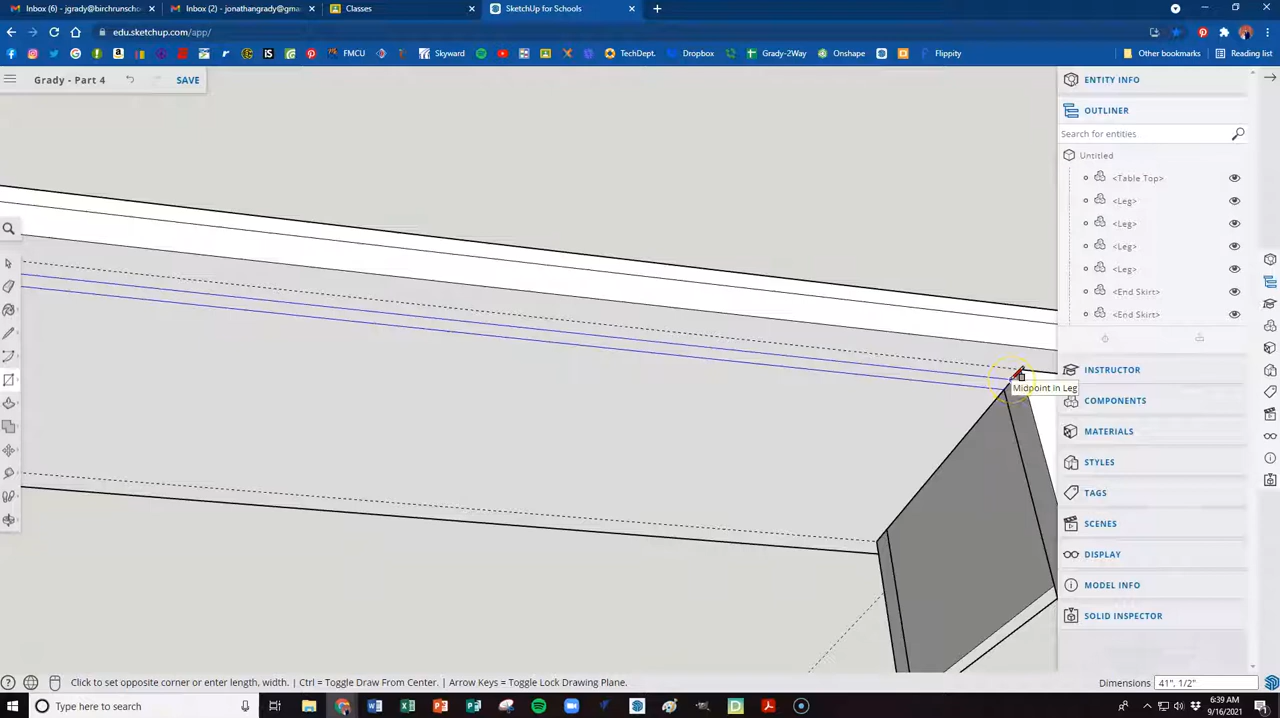 Inbox (6) - jgrady@birchrunschool
Inbox (2) - jonathangrady@gma
Classes
SketchUp for Schools
edu.sketchup.com/app/
FMCU
Skyward
TechDept.
Dropbox
Grady-2Way
Onshape
Flippity
Other bookmarks
Reading list
Grady - Part 4
SAVE
ENTITY INFO
OUTLINER
Search for entities
Untitled
<Table Top>
<Leg>
<Leg>
<Leg>
<Leg>
<End Skirt>
<End Skirt>
INSTRUCTOR
Midpoint in Leg
COMPONENTS
MATERIALS
STYLES
TAGS
SCENES
DISPLAY
MODEL INFO
SOLID INSPECTOR
Click to set opposite corner or enter length, width. | Ctrl = Toggle Draw From Center. | Arrow Keys = Toggle Lock Drawing Plane.
Dimensions 41", 1/2"
Type here to search
6:39 AM
9/16/2021